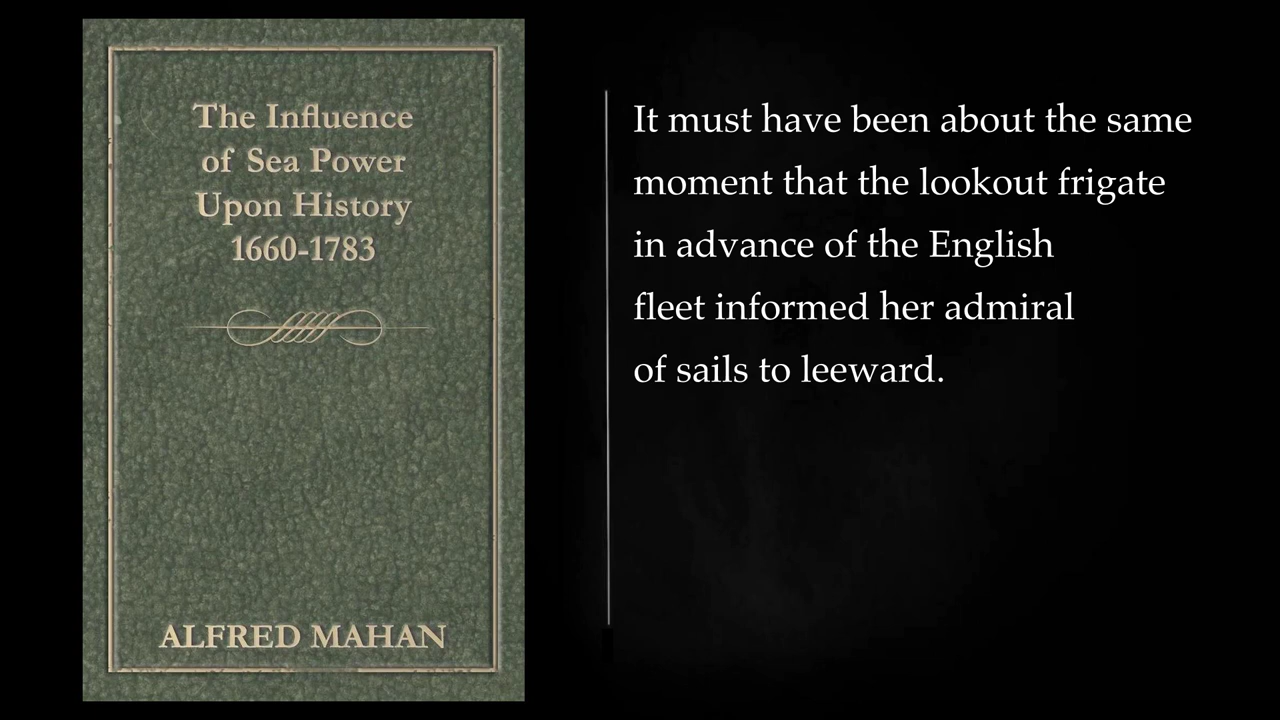 The Influence
of Sea Power
Upon History
1660-1783
ALFRED MAHAN
It must have been about the same
moment that the lookout frigate
in advance of the English
fleet informed her admiral
of sails to leeward.